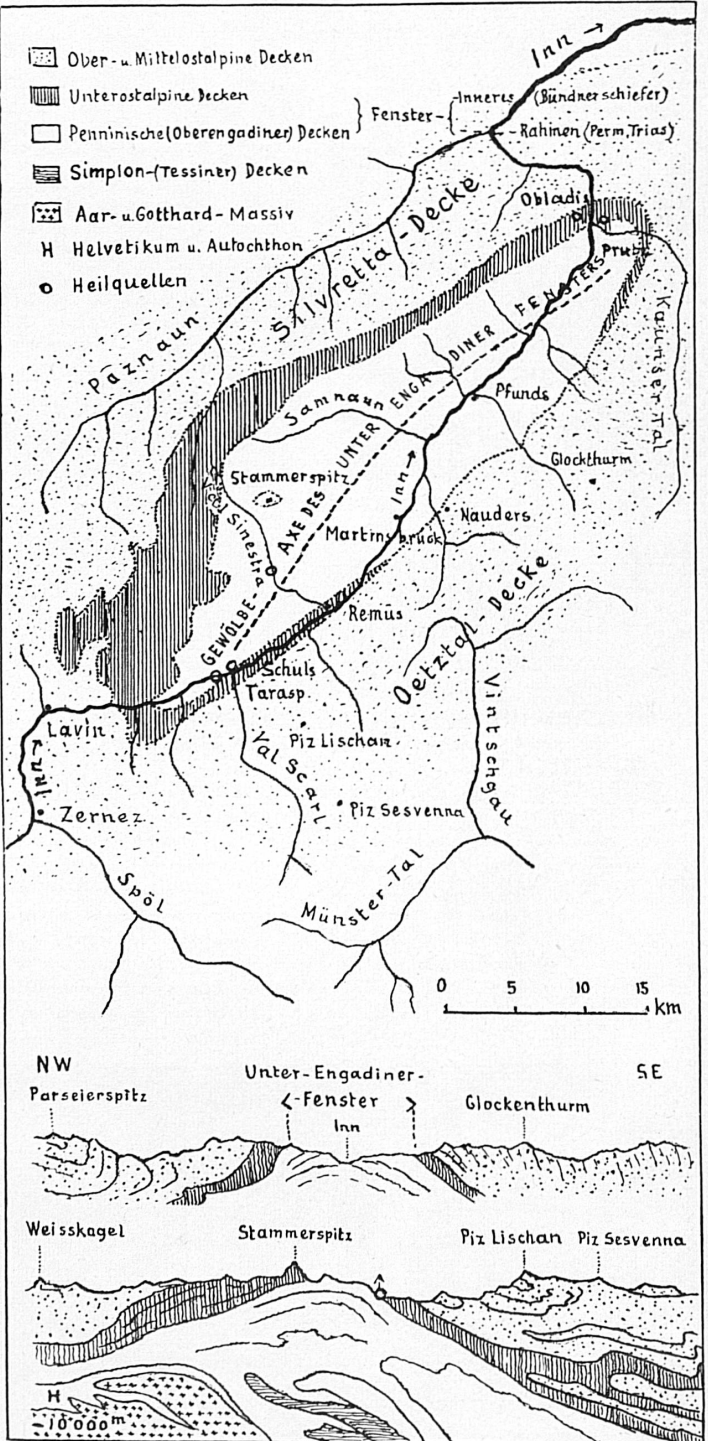 Inn →
Ober- u. Mittelostalpine Decken
Unterostalpine Decken
Penninische (Oberengadiner) Decken
Fenster-
Inneres (Bündnerschiefer)
Rahmen (Perm, Trias)
Simplon-(Tessiner) Decken
Aar- u. Gotthard-Massiv
H Helvetikum u. Autochthon
Heilquellen
Obladis
Prutz
Silvretta-Decke
Paznaun
Kaunser Tal
Samnaun
Pfunds
GEWÖLBE-AXE DES UNTER ENGADINER FENSTERS
Stammerspitz
Glockthurm
Val Sinestra
Inn →
Nauders
Martinsbruck
Remüs
Oetztal-Decke
Schuls
Tarasp
Vintschgau
Lavin
Inn →
Piz Lischan
Val Scarl
Zernez
Piz Sesvenna
Spöl
Münster-Tal
0 5 10 15
km
NW
SE
Unter-Engadiner-
-Fenster
Parseierspitz
Inn
Glockenthurm
Weisskogel
Stammerspitz
Piz Lischan
Piz Sesvenna
H
-10000m